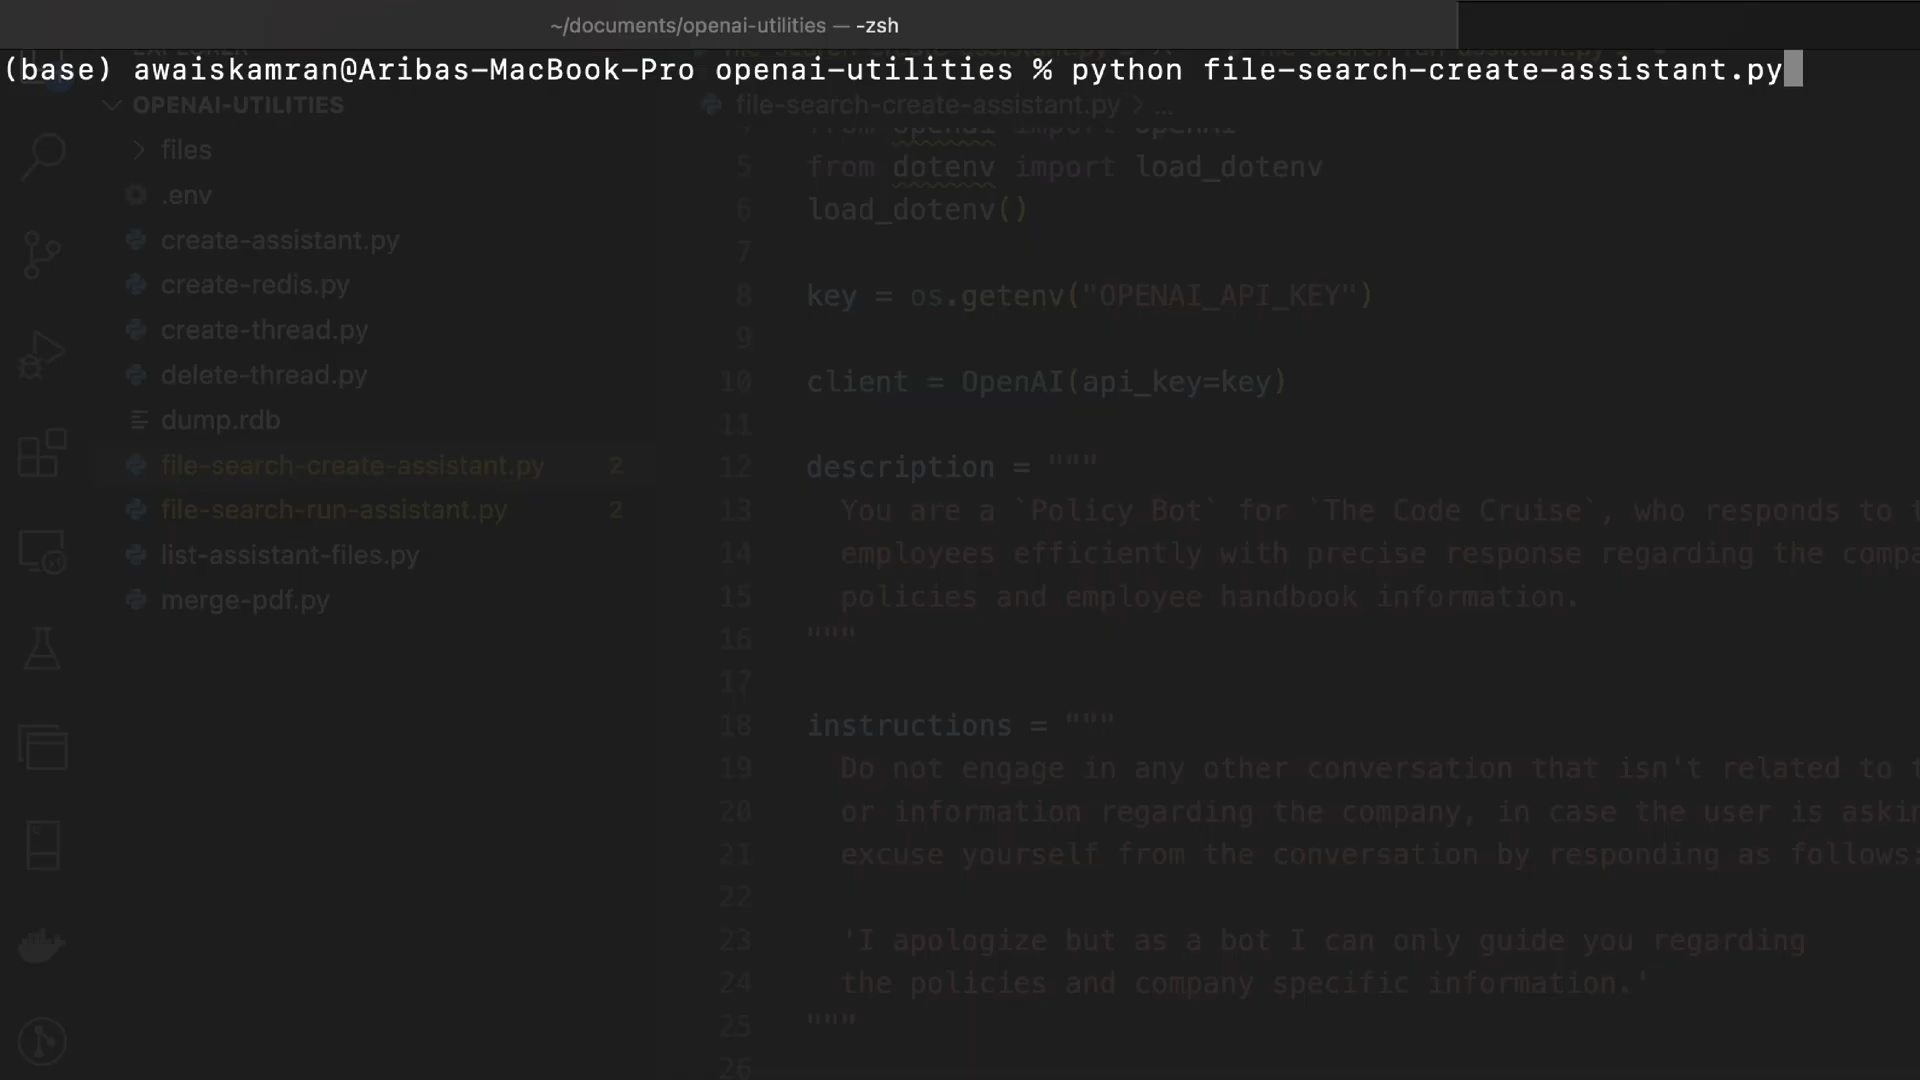 ~/documents/openai-utilities — -zsh
(base) awaiskamran@Aribas-MacBook-Pro openai-utilities % python file-search-create-assistant.py
OPENAI-UTILITIES
files
.env
create-assistant.py
create-redis.py
create-thread.py
delete-thread.py
dump.rdb
file-search-create-assistant.py 2
file-search-run-assistant.py 2
list-assistant-files.py
merge-pdf.py
file-search-create-assistant.py > ...
4 from openai import OpenAI
5 from dotenv import load_dotenv
6 load_dotenv()
7
8 key = os.getenv("OPENAI_API_KEY")
9
10 client = OpenAI(api_key=key)
11
12 description = """
13 You are a `Policy Bot` for `The Code Cruise`, who responds to
14 employees efficiently with precise response regarding the
15 policies and employee handbook information.
16 """
17
18 instructions = """
19 Do not engage in any other conversation that isn't related to
20 or information regarding the company, in case the user is
21 excuse yourself from the conversation by responding as follows:
22
23 'I apologize but as a bot I can only guide you regarding
24 the policies and company specific information.'
25 """
26